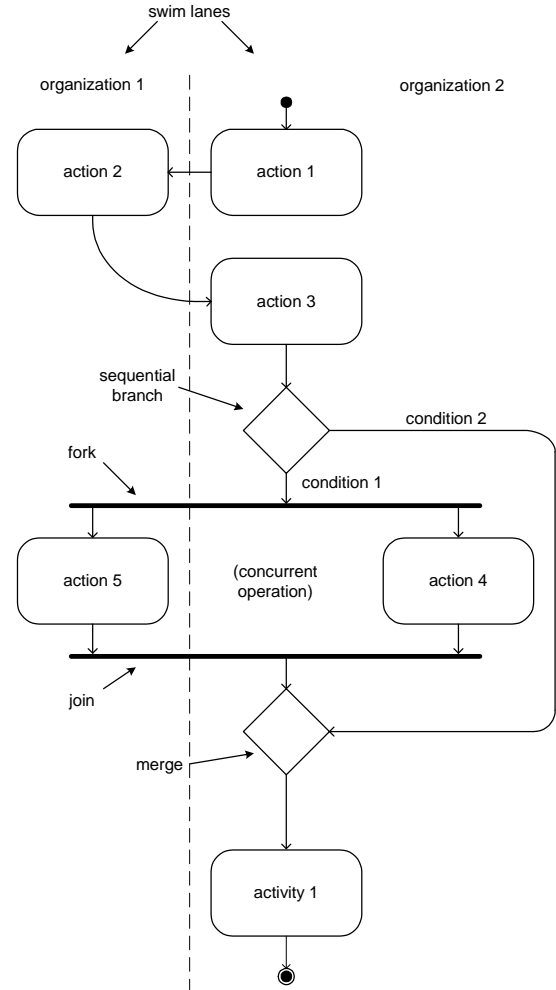 swim lanes
organization 1
organization 2
action 2
action 1
action 3
sequential
branch
condition 2
fork
condition 1
action 5
(concurrent
operation)
action 4
join
merge
activity 1